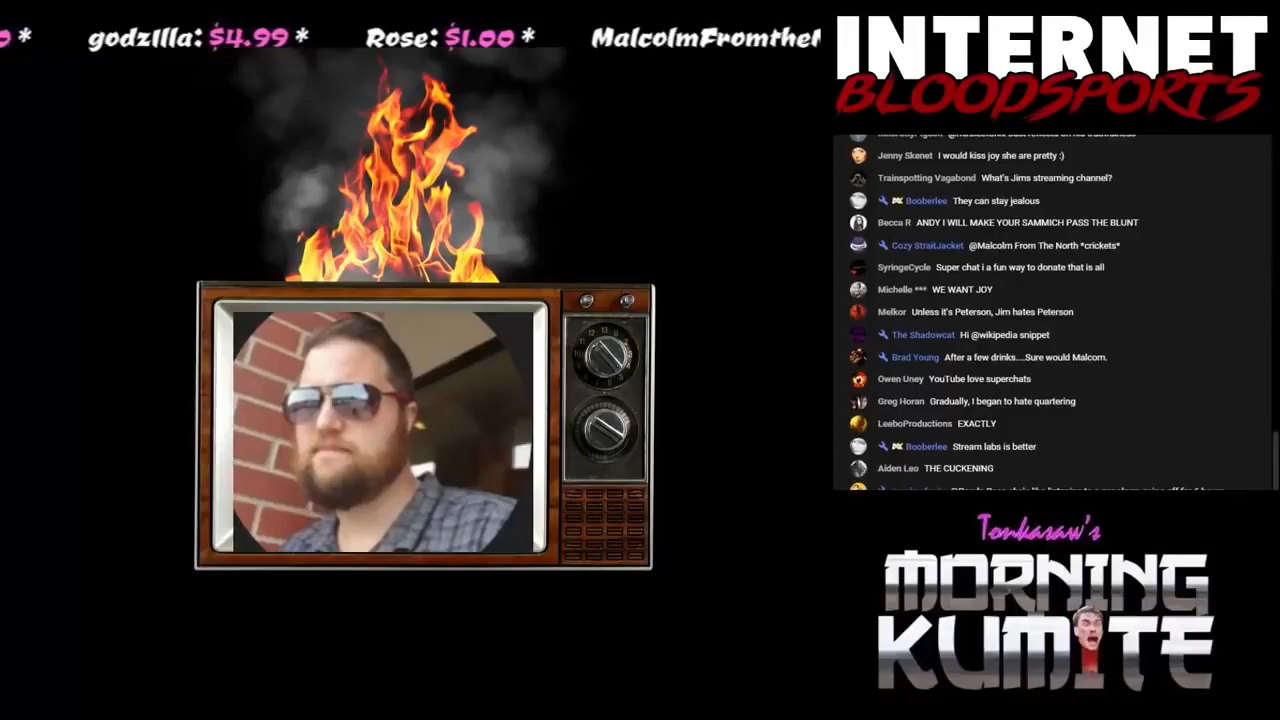 * godzIlla: $4.99 * Rose: $1.00 *
INTERNET
BLOODSPORTS
Jenny Skenet I would kiss joy she are pretty :)
Trainspotting Vagabond What's Jims streaming channel?
Booberlee They can stay jealous
Becca R ANDY I WILL MAKE YOUR SAMMICH PASS THE BLUNT
Cozy StraitJacket @Malcolm From The North *crickets*
SyringeCycle Super chat i a fun way to donate that is all
Michelle *** WE WANT JOY
Melkor Unless it's Peterson, Jim hates Peterson
The Shadowcat Hi @wikipedia snippet
Brad Young After a few drinks....Sure would Malcom.
Owen Uney YouTube love superchats
Greg Horan Gradually, I began to hate quartering
LeeboProductions EXACTLY
Booberlee Stream labs is better
Aiden Leo THE CUCKENING
Tonkasaw's
MORNING
KUMITE